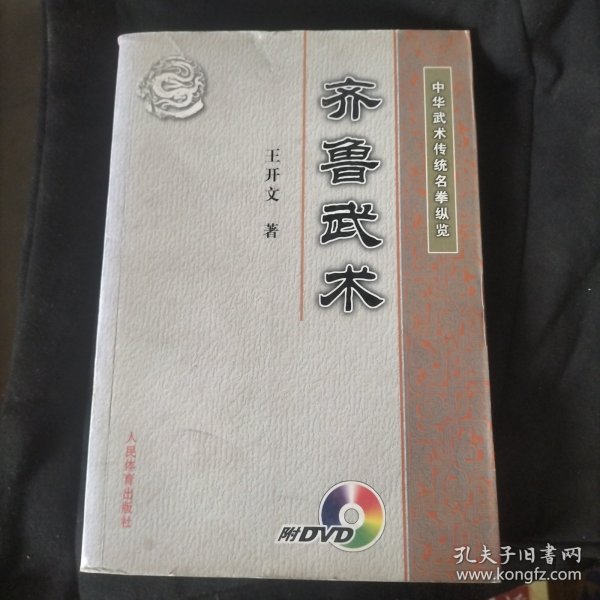 中华武术传统名拳纵览
齐鲁武术
王开文 著
人民体育出版社
附DVD
孔夫子旧书网
www.kongfz.com